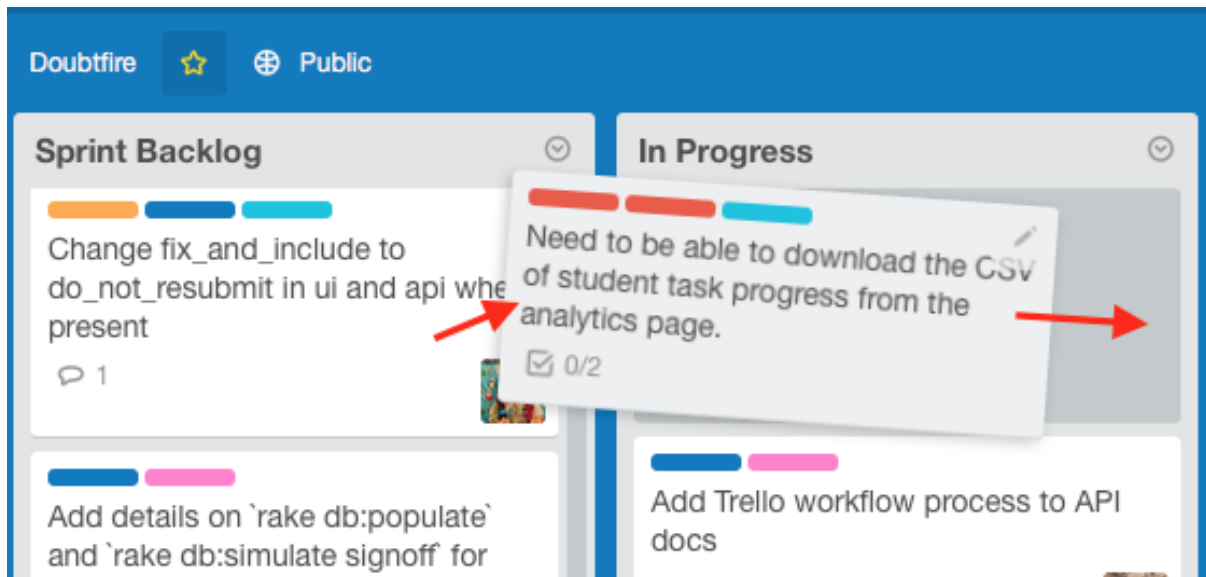 Doubtfire
Public
Sprint Backlog
Change fix_and_include to
do_not_resubmit in ui and api
present
1
Add details on `rake db:populate`
and `rake db:simulate signoff` for
In Progress
Need to be able to download the CSV
of student task progress from the
analytics page.
0/2
Add Trello workflow process to API
docs